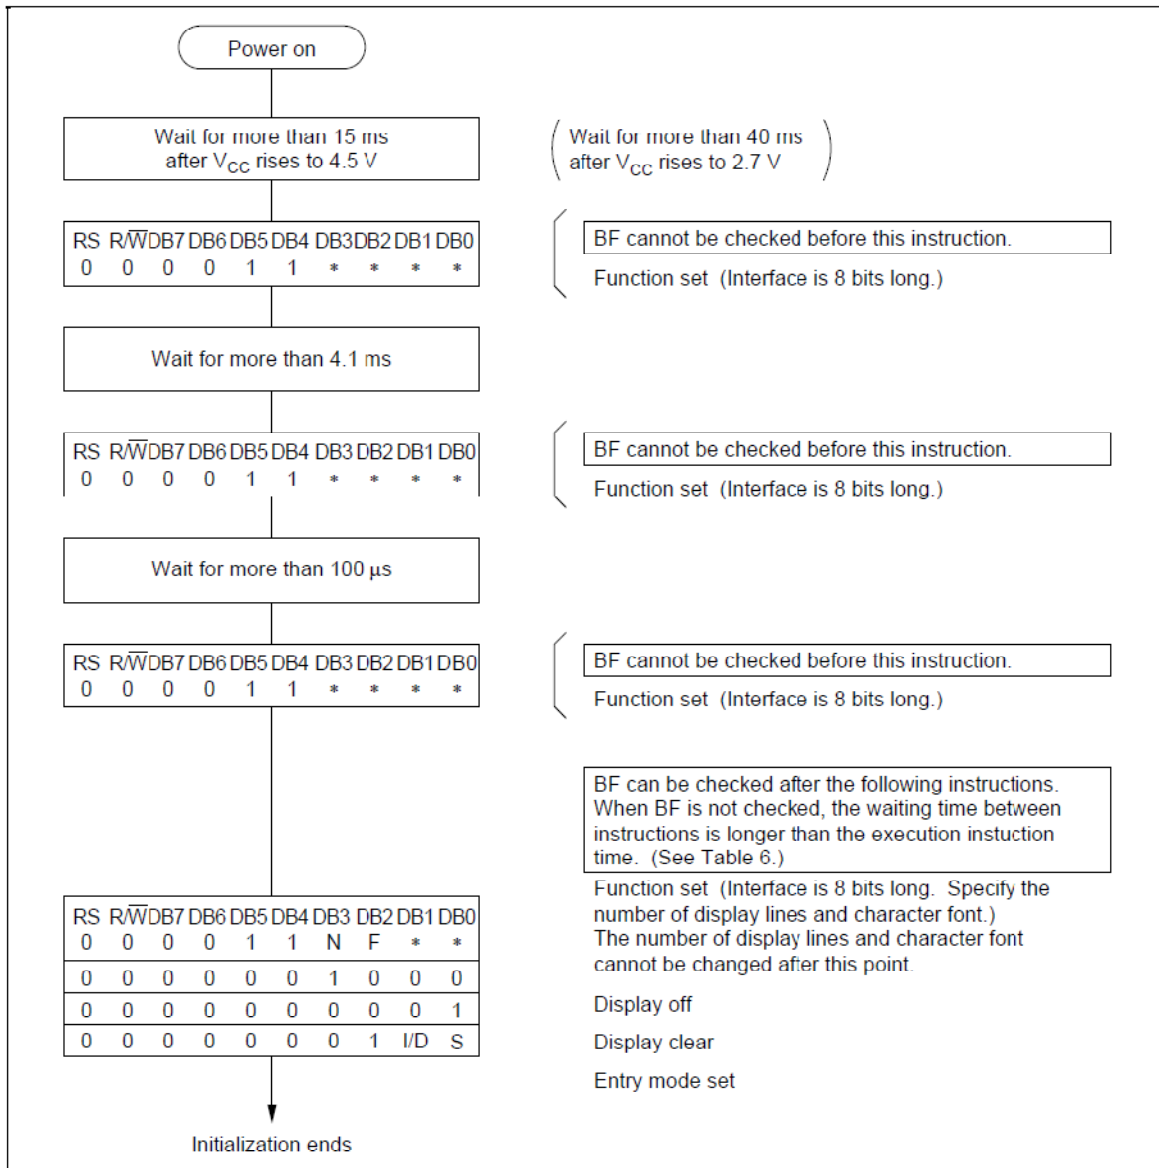 Power on
Wait for more than 15 ms
after VCC rises to 4.5 V
Wait for more than 40 ms
after VCC rises to 2.7 V
RS R/W̅ DB7 DB6 DB5 DB4 DB3 DB2 DB1 DB0
0 0 0 0 1 1 * * * *
BF cannot be checked before this instruction.
Function set (Interface is 8 bits long.)
Wait for more than 4.1 ms
RS R/W̅ DB7 DB6 DB5 DB4 DB3 DB2 DB1 DB0
0 0 0 0 1 1 * * * *
BF cannot be checked before this instruction.
Function set (Interface is 8 bits long.)
Wait for more than 100 µs
RS R/W̅ DB7 DB6 DB5 DB4 DB3 DB2 DB1 DB0
0 0 0 0 1 1 * * * *
BF cannot be checked before this instruction.
Function set (Interface is 8 bits long.)
BF can be checked after the following instructions.
When BF is not checked, the waiting time between
instructions is longer than the execution instuction
time. (See Table 6.)
RS R/W̅ DB7 DB6 DB5 DB4 DB3 DB2 DB1 DB0
0 0 0 0 1 1 N F * *
0 0 0 0 0 0 1 0 0 0
0 0 0 0 0 0 0 0 0 1
0 0 0 0 0 0 0 1 I/D S
Function set (Interface is 8 bits long. Specify the
number of display lines and character font.)
The number of display lines and character font
cannot be changed after this point.
Display off
Display clear
Entry mode set
Initialization ends